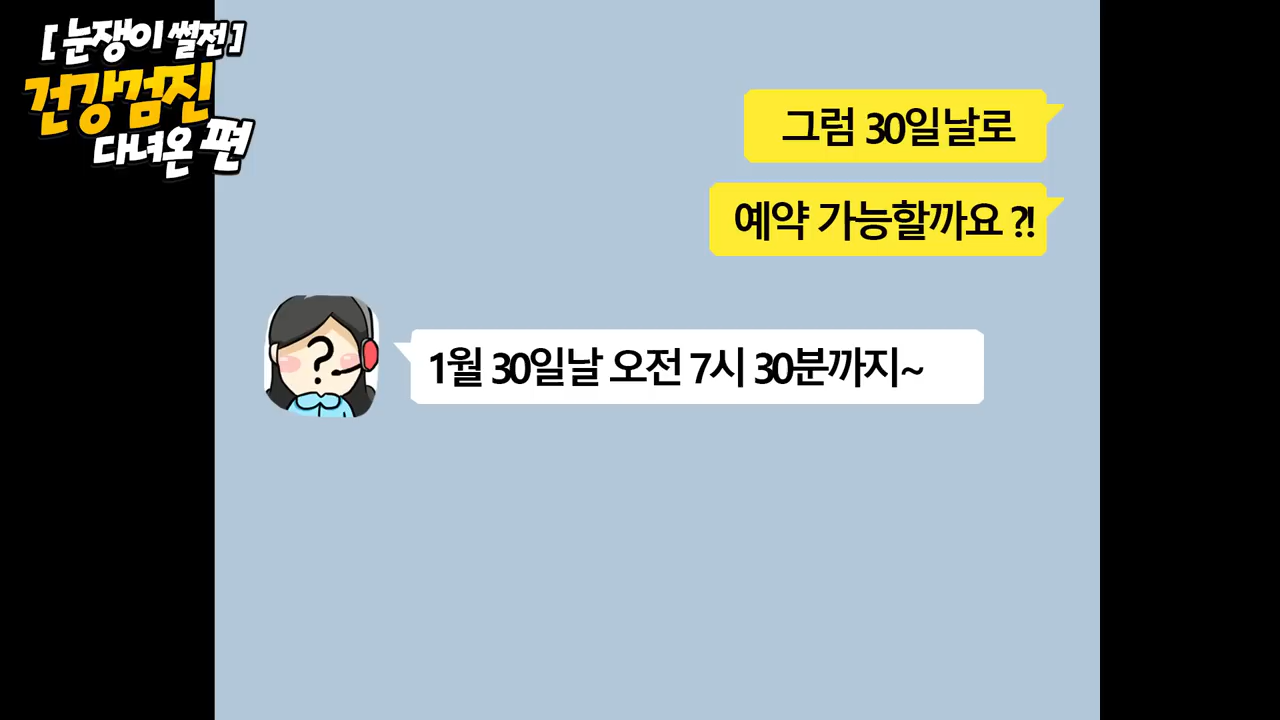 [눈쟁이 썰전]
건강검진
다녀온 편
그럼 30일날로
예약 가능할까요 ?!
?
1월 30일날 오전 7시 30분까지~